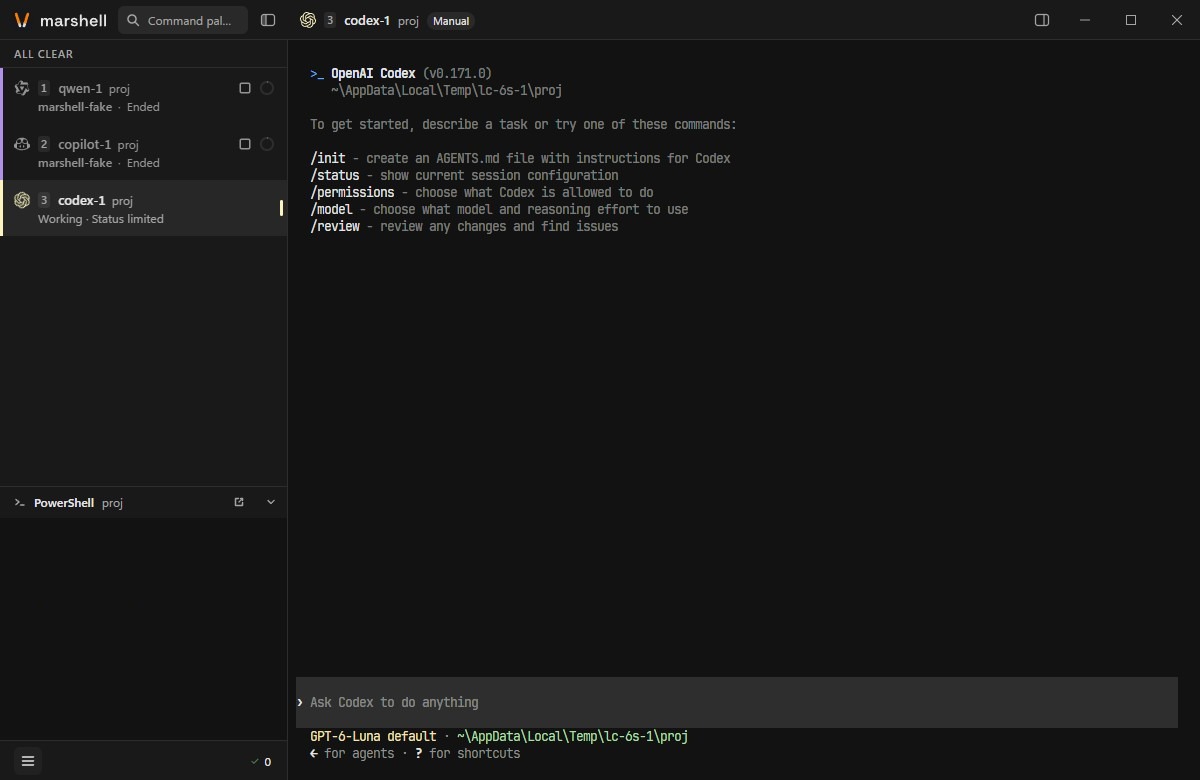 marshell
Command pal...
3 codex-1 proj Manual
ALL CLEAR
1 qwen-1 proj
marshell-fake · Ended
2 copilot-1 proj
marshell-fake · Ended
3 codex-1 proj
Working · Status limited
PowerShell proj
0
>_ OpenAI Codex (v0.171.0)
~\AppData\Local\Temp\lc-6s-1\proj
To get started, describe a task or try one of these commands:
/init - create an AGENTS.md file with instructions for Codex
/status - show current session configuration
/permissions - choose what Codex is allowed to do
/model - choose what model and reasoning effort to use
/review - review any changes and find issues
› Ask Codex to do anything
GPT-6-Luna default · ~\AppData\Local\Temp\lc-6s-1\proj
← for agents · ? for shortcuts